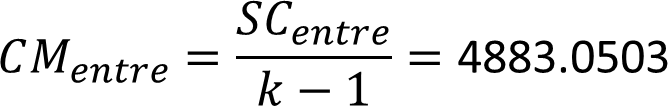 CM_entre = SC_entre / (k − 1) = 4883.0503